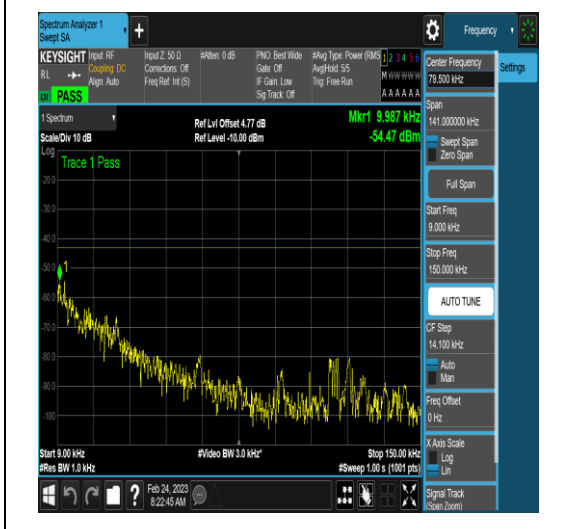 Spectrum Analyzer 1
Swept SA
+
Frequency
KEYSIGHT
RL
PASS
Input: RF
Coupling: DC
Align: Auto
Input Z: 50 Ω
Corrections: Off
Freq Ref: Int (S)
#Atten: 0 dB
PNO: Best Wide
Gate: Off
IF Gain: Low
Sig Track: Off
#Avg Type: Power (RMS
Avg|Hold: 5/5
Trig: Free Run
1 2 3 4 5 6
M W W W W W
A A A A A A
1 Spectrum
Scale/Div 10 dB
Log
Ref Lvl Offset 4.77 dB
Ref Level -10.00 dBm
Mkr1 9.987 kHz
-54.47 dBm
Trace 1 Pass
-20.0
-30.0
-40.0
-50.0
1
-60.0
-70.0
-80.0
-90.0
-100
Start 9.00 kHz
#Res BW 1.0 kHz
#Video BW 3.0 kHz*
Stop 150.00 kHz
#Sweep 1.00 s (1001 pts)
?
Feb 24, 2023
8:22:45 AM
Center Frequency
79.500 kHz
Settings
Span
141.000000 kHz
Swept Span
Zero Span
Full Span
Start Freq
9.000 kHz
Stop Freq
150.000 kHz
AUTO TUNE
CF Step
14.100 kHz
Auto
Man
Freq Offset
0 Hz
X Axis Scale
Log
Lin
Signal Track
(Span Zoom)